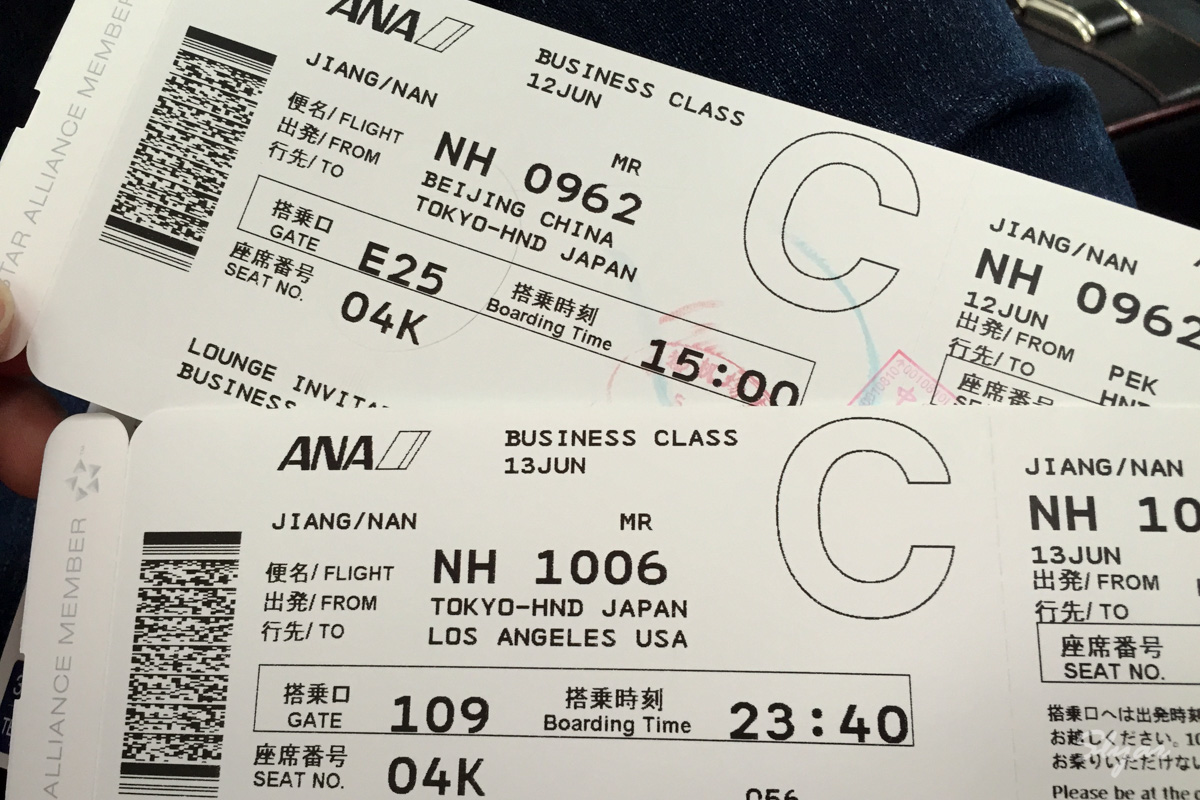 STAR ALLIANCE MEMBER
ANA
BUSINESS CLASS
12JUN
JIANG/NAN
MR
便名/ FLIGHT
NH 0962
出発/ FROM
BEIJING CHINA
行先/ TO
TOKYO-HND JAPAN
搭乗口
GATE
E25
搭乗時刻
Boarding Time
15:00
座席番号
SEAT NO.
04K
LOUNGE INVITA
BUSINESS
C
JIANG/NAN
NH 0962
12JUN
出発/ FROM
PEK
行先/ TO
HND
座席番号
ALLIANCE MEMBER
ANA
BUSINESS CLASS
13JUN
JIANG/NAN
MR
便名/ FLIGHT
NH 1006
出発/ FROM
TOKYO-HND JAPAN
行先/ TO
LOS ANGELES USA
搭乗口
GATE
109
搭乗時刻
Boarding Time
23:40
座席番号
SEAT NO.
04K
056
C
JIANG/NAN
NH 10
13JUN
出発/ FROM
行先/ TO
座席番号
SEAT NO.
搭乗口へは出発時刻
お越しください。10
お乗りいただけな
Please be at the